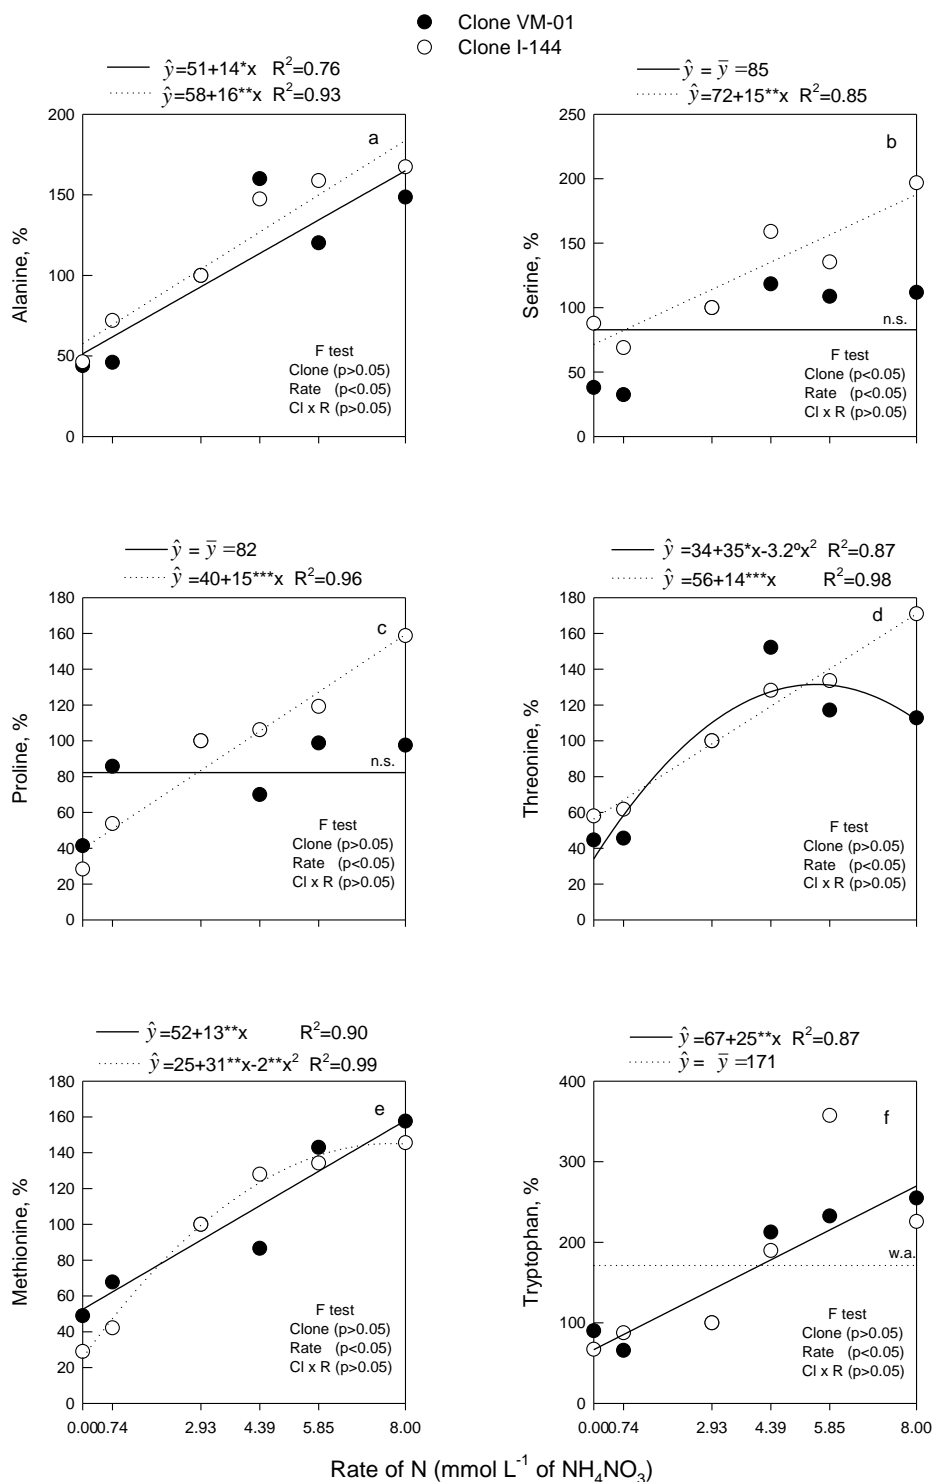 Clone VM-01
Clone I-144
ŷ=51+14*x R²=0.76
ŷ=58+16**x R²=0.93
200
150
100
50
0
Alanine, %
a
F test
Clone (p>0.05)
Rate (p<0.05)
Cl x R (p>0.05)
ŷ = ȳ =85
ŷ=72+15**x R²=0.85
250
200
150
100
50
0
Serine, %
b
n.s.
F test
Clone (p<0.05)
Rate (p<0.05)
Cl x R (p>0.05)
ŷ = ȳ =82
ŷ=40+15***x R²=0.96
180
160
140
120
100
80
60
40
20
0
Proline, %
c
n.s.
F test
Clone (p>0.05)
Rate (p<0.05)
Cl x R (p>0.05)
ŷ =34+35*x-3.2ºx² R²=0.87
ŷ =56+14***x R²=0.98
180
160
140
120
100
80
60
40
20
0
Threonine, %
d
F test
Clone (p>0.05)
Rate (p<0.05)
Cl x R (p>0.05)
ŷ=52+13**x R²=0.90
ŷ=25+31**x-2**x² R²=0.99
180
160
140
120
100
80
60
40
20
0
Methionine, %
e
F test
Clone (p>0.05)
Rate (p<0.05)
Cl x R (p>0.05)
0.00 0.74 2.93 4.39 5.85 8.00
ŷ =67+25**x R²=0.87
ŷ= ȳ =171
400
300
200
100
0
Tryptophan, %
f
w.a.
F test
Clone (p>0.05)
Rate (p<0.05)
Cl x R (p>0.05)
0.00 0.74 2.93 4.39 5.85 8.00
Rate of N (mmol L⁻¹ of NH₄NO₃)